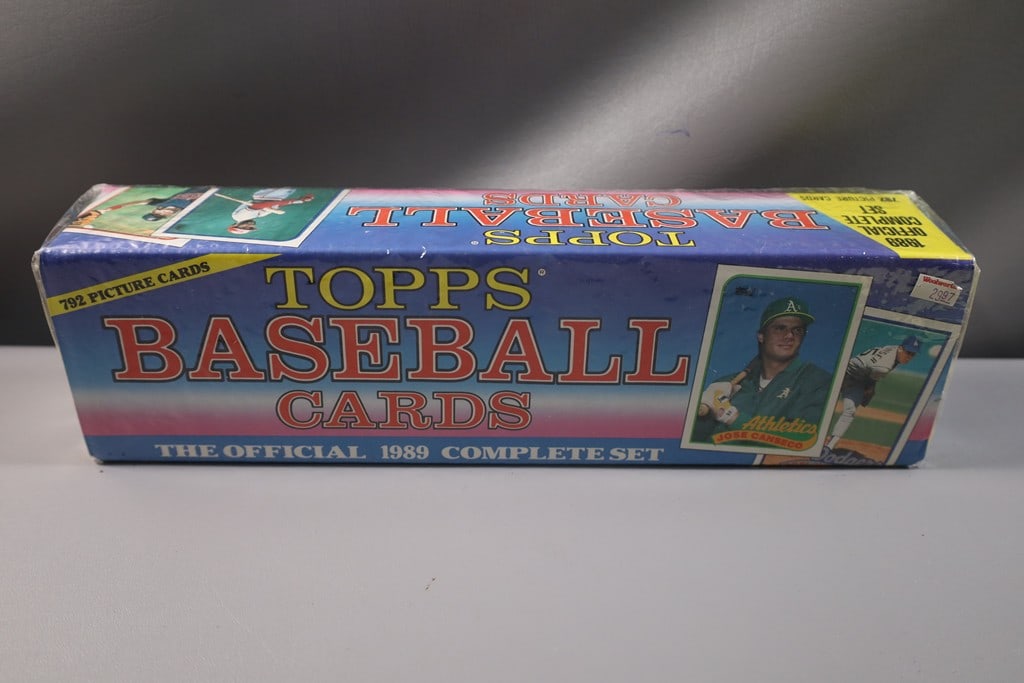 1989
OFFICIAL
COMPLETE
SET
792 PICTURE CARDS
TOPPS®
BASEBALL
CARDS
792 PICTURE CARDS
TOPPS®
BASEBALL
CARDS
THE OFFICIAL 1989 COMPLETE SET
A's
Athletics
JOSE CANSECO
Dodgers
Woolworth
2997